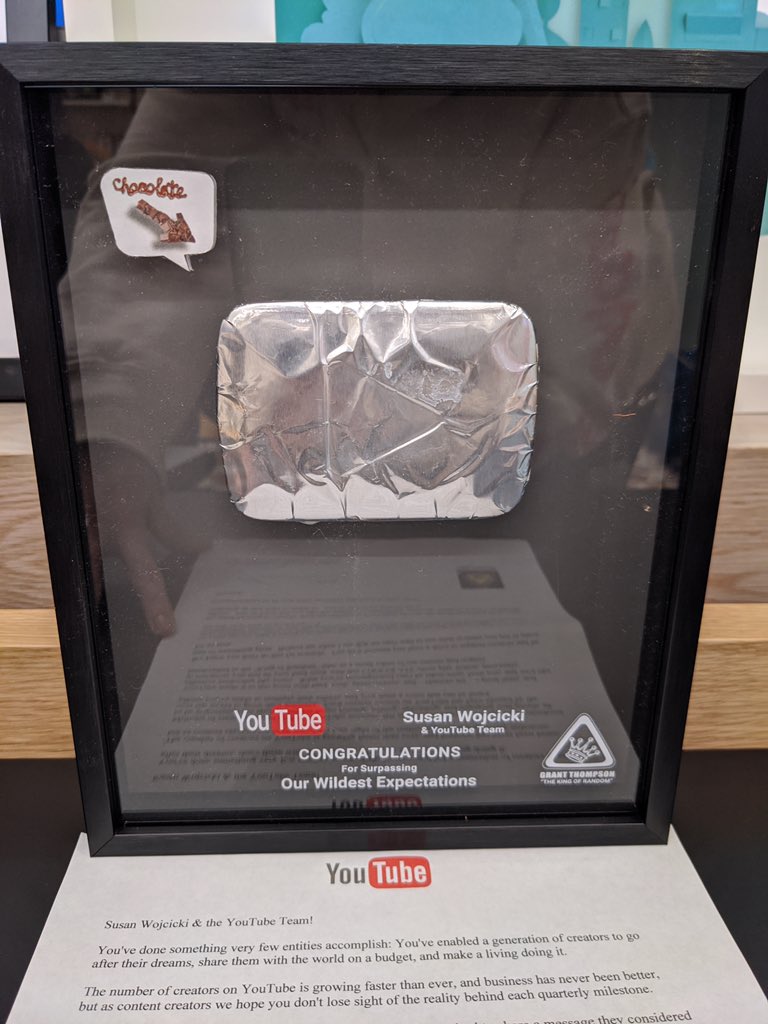 Chocolate
YouTube
Susan Wojcicki
& YouTube Team
CONGRATULATIONS
For Surpassing
Our Wildest Expectations
GRANT THOMPSON
"THE KING OF RANDOM"
YouTube
Susan Wojcicki & the YouTube Team!
You've done something very few entities accomplish: You've enabled a generation of creators to go
after their dreams, share them with the world on a budget, and make a living doing it.
The number of creators on YouTube is growing faster than ever, and business has never been better,
but as content creators we hope you don't lose sight of the reality behind each quarterly milestone.
a message they considered